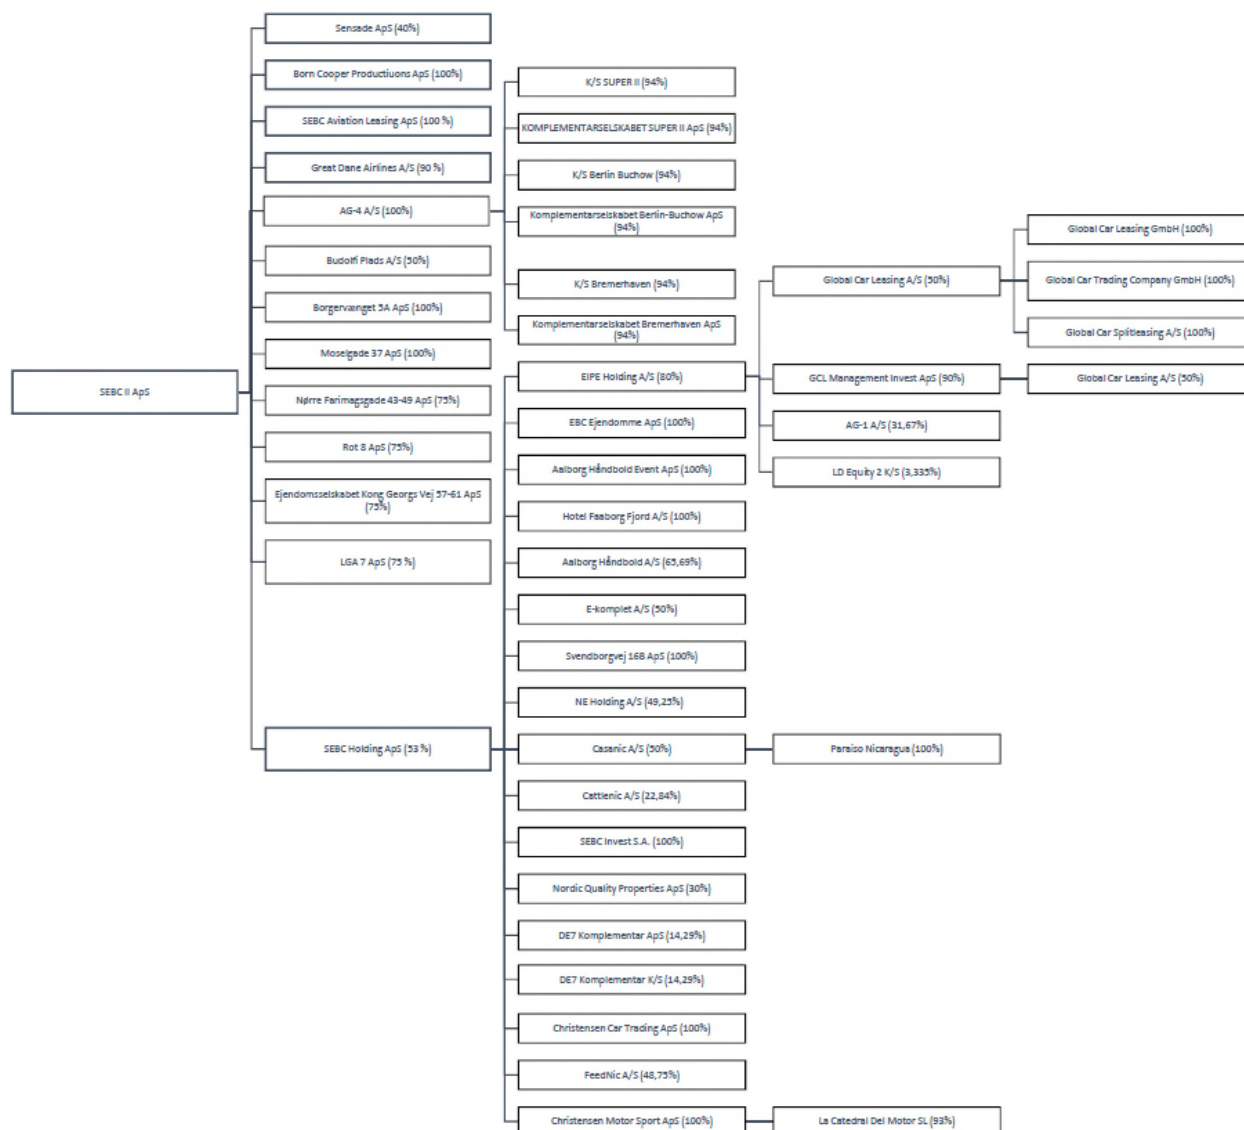 SEBC II ApS
Sensade ApS (40%)
Born Cooper Productiuons ApS (100%)
SEBC Aviation Leasing ApS (100 %)
Great Dane Airlines A/S (90 %)
AG-4 A/S (100%)
Budolfi Plads A/S (50%)
Borgervænget 5A ApS (100%)
Moselgade 37 ApS (100%)
Nørre Farimagsgade 43-49 ApS (75%)
Rot 8 ApS (75%)
Ejendomsselskabet Kong Georgs Vej 57-61 ApS
(75%)
LGA 7 ApS (75 %)
SEBC Holding ApS (53 %)
K/S SUPER II (94%)
KOMPLEMENTARSELSKABET SUPER II ApS (94%)
K/S Berlin Buchow (94%)
Komplementarselskabet Berlin-Buchow ApS
(94%)
K/S Bremerhaven (94%)
Komplementarselskabet Bremerhaven ApS
(94%)
EIPE Holding A/S (80%)
EBC Ejendomme ApS (100%)
Aalborg Håndbold Event ApS (100%)
Hotel Faaborg Fjord A/S (100%)
Aalborg Håndbold A/S (65,69%)
E-komplet A/S (50%)
Svendborgvej 16B ApS (100%)
NE Holding A/S (49,25%)
Casanic A/S (50%)
Cattlenic A/S (22,84%)
SEBC Invest S.A. (100%)
Nordic Quality Properties ApS (30%)
DE7 Komplementar ApS (14,29%)
DE7 Komplementar K/S (14,29%)
Christensen Car Trading ApS (100%)
FeedNic A/S (48,75%)
Christensen Motor Sport ApS (100%)
Global Car Leasing A/S (50%)
GCL Management Invest ApS (90%)
AG-1 A/S (31,67%)
LD Equity 2 K/S (3,335%)
Paraiso Nicaragua (100%)
La Catedral Del Motor SL (93%)
Global Car Leasing GmbH (100%)
Global Car Trading Company GmbH (100%)
Global Car Splitleasing A/S (100%)
Global Car Leasing A/S (50%)